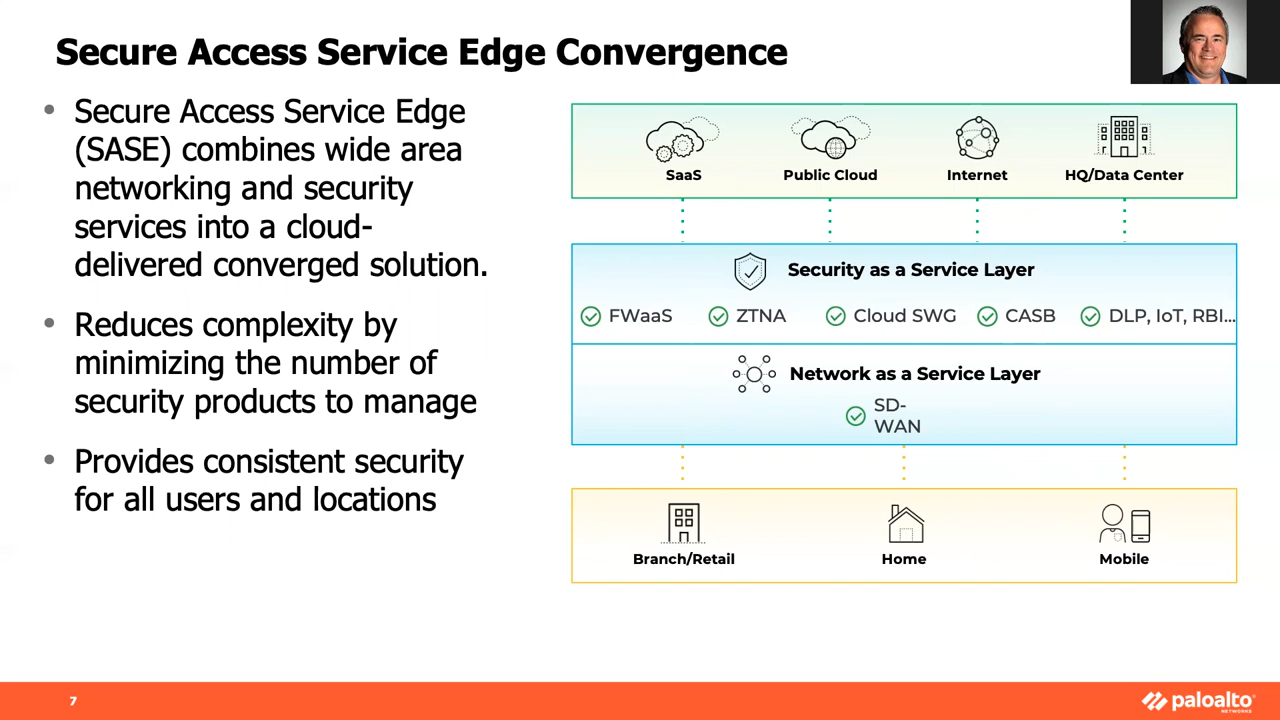 Secure Access Service Edge Convergence
• Secure Access Service Edge
(SASE) combines wide area
networking and security
services into a cloud-
delivered converged solution.
• Reduces complexity by
minimizing the number of
security products to manage
• Provides consistent security
for all users and locations
SaaS
Public Cloud
Internet
HQ/Data Center
Security as a Service Layer
FWaaS
ZTNA
Cloud SWG
CASB
DLP, IoT, RBI...
Network as a Service Layer
SD-
WAN
Branch/Retail
Home
Mobile
7
paloalto
NETWORKS